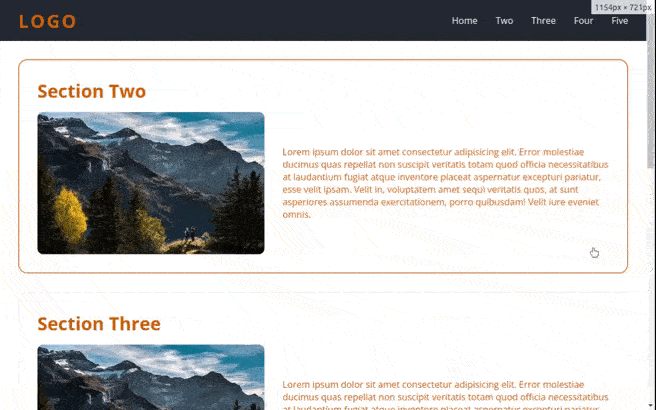 1154px × 721px
LOGO
Home Two Three Four Five
Section Two
Lorem ipsum dolor sit amet consectetur adipisicing elit. Error molestiae
ducimus quas repellat non suscipit veritatis totam quod officia necessitatibus
at laudantium fugiat atque inventore placeat aspernatur excepturi pariatur,
esse velit ipsam. Velit in, voluptatem amet sequi veritatis quos, at sunt
asperiores assumenda exercitationem, porro quibusdam! Velit iure eveniet
omnis.
Section Three
Lorem ipsum dolor sit amet consectetur adipisicing elit. Error molestiae
ducimus quas repellat non suscipit veritatis totam quod officia necessitatibus
at laudantium fugiat atque inventore placeat aspernatur excepturi pariatur,